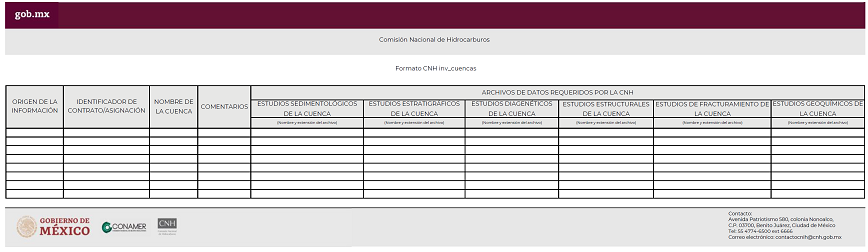 gob.mx
Comisión Nacional de Hidrocarburos
Formato CNH inv_cuencas
ORIGEN DE LA INFORMACIÓN
IDENTIFICADOR DE CONTRATO/ASIGNACIÓN
NOMBRE DE LA CUENCA
COMENTARIOS
ARCHIVOS DE DATOS REQUERIDOS POR LA CNH
ESTUDIOS SEDIMENTOLÓGICOS DE LA CUENCA
(Nombre y extensión del archivo)
ESTUDIOS ESTRATIGRÁFICOS DE LA CUENCA
(Nombre y extensión del archivo)
ESTUDIOS DIAGENÉTICOS DE LA CUENCA
(Nombre y extensión del archivo)
ESTUDIOS ESTRUCTURALES DE LA CUENCA
(Nombre y extensión del archivo)
ESTUDIOS DE FRACTURAMIENTO DE LA CUENCA
(Nombre y extensión del archivo)
ESTUDIOS GEOQUÍMICOS DE LA CUENCA
(Nombre y extensión del archivo)
GOBIERNO DE
MÉXICO
CONAMER
CNH
Contacto:
Avenida Patriotismo 580, colonia Nonoalco,
C.P. 03700, Benito Juárez, Ciudad de México
Tel: 55 4774-6500 ext 6666
Correo electrónico: contactocnih@cnh.gob.mx